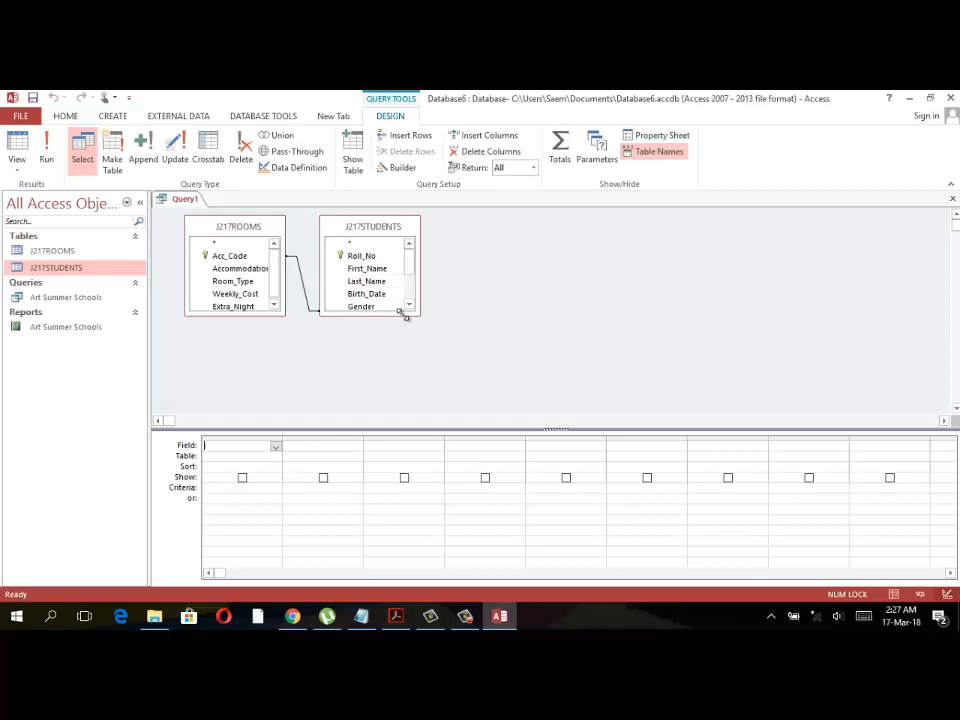 QUERY TOOLS
Database6 : Database- C:\Users\Saem\Documents\Database6.accdb (Access 2007 - 2013 file format) - Access
?
FILE HOME CREATE EXTERNAL DATA DATABASE TOOLS New Tab DESIGN Sign in
View Run Select Make Table Append Update Crosstab Delete
Union
Pass-Through
Data Definition
Show Table
Insert Rows
Delete Rows
Builder
Insert Columns
Delete Columns
Return: All
Totals Parameters
Property Sheet
Table Names
Results Query Type Query Setup Show/Hide
All Access Obje...
Search...
Tables
J217ROOMS
J217STUDENTS
Queries
Art Summer Schools
Reports
Art Summer Schools
Query1
J217ROOMS
*
Acc_Code
Accommodation
Room_Type
Weekly_Cost
Extra_Night
J217STUDENTS
*
Roll_No
First_Name
Last_Name
Birth_Date
Gender
Field:
Table:
Sort:
Show:
Criteria:
or:
Ready
NUM LOCK
SQL
2:27 AM
17-Mar-18
2